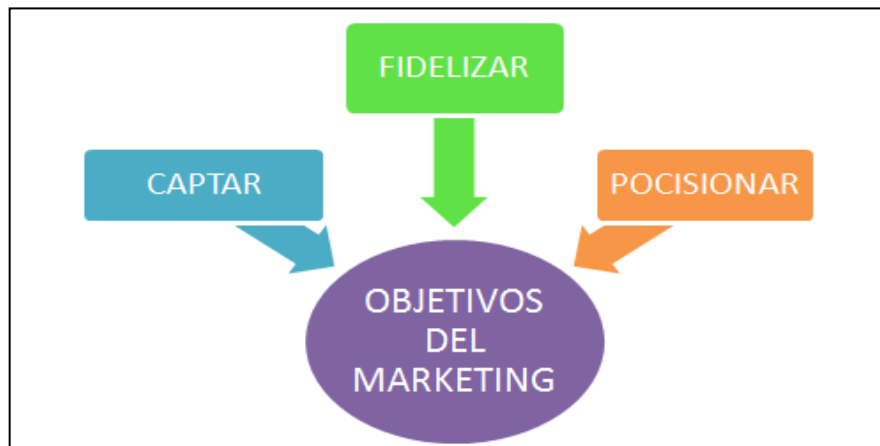 FIDELIZAR
CAPTAR
POCISIONAR
OBJETIVOS
DEL
MARKETING